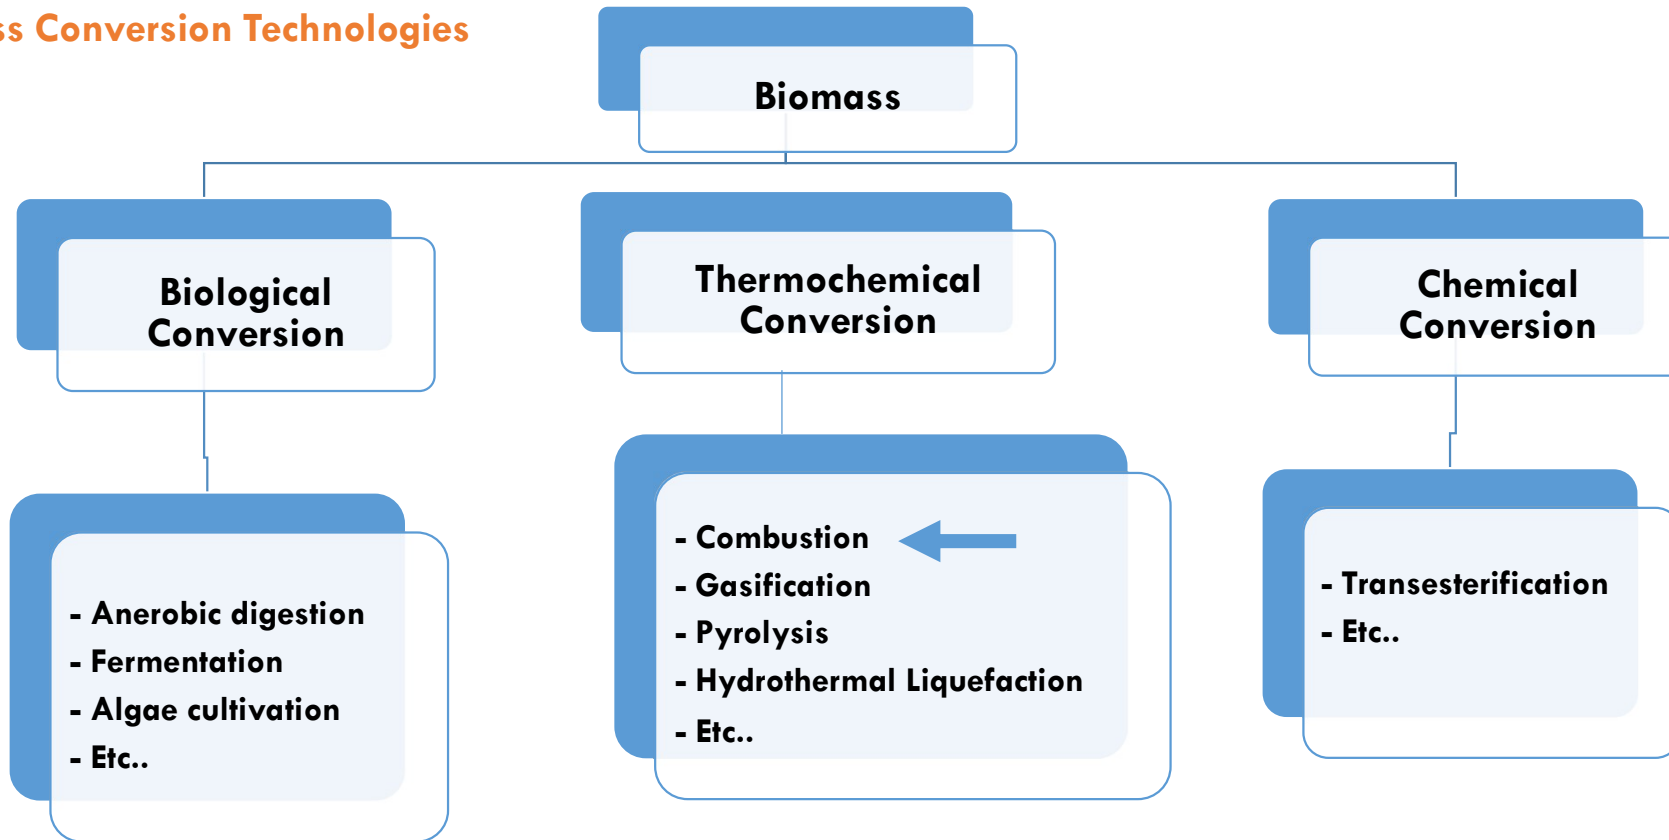 ss Conversion Technologies
Biomass
Biological
Conversion
Thermochemical
Conversion
Chemical
Conversion
- Anerobic digestion
- Fermentation
- Algae cultivation
- Etc..
- Combustion
- Gasification
- Pyrolysis
- Hydrothermal Liquefaction
- Etc..
- Transesterification
- Etc..